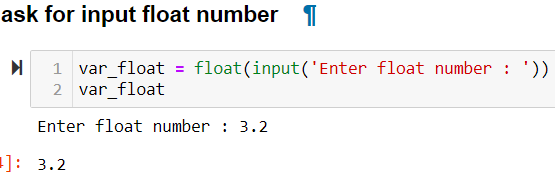 ask for input float number ¶
1 var_float = float(input('Enter float number : '))
2 var_float
Enter float number : 3.2
4]: 3.2